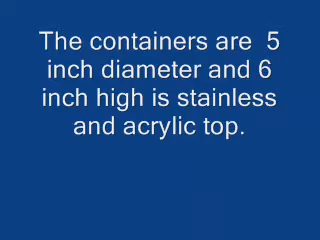 The containers are  5
inch diameter and 6
inch high is stainless
and acrylic top.